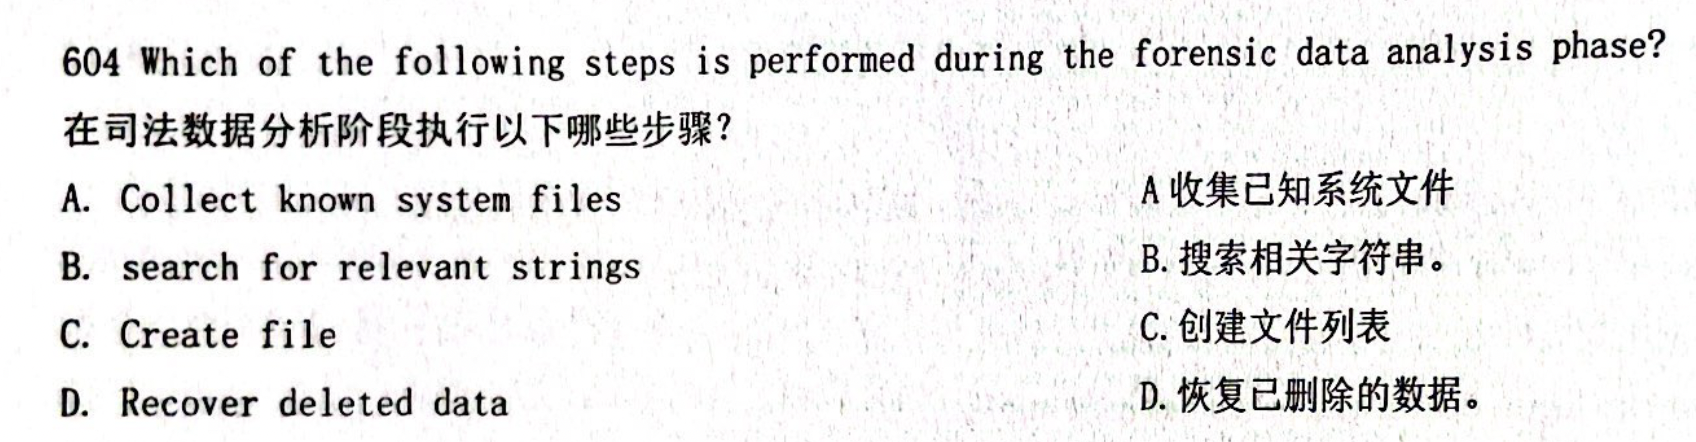 604 Which of the following steps is performed during the forensic data analysis phase?
在司法数据分析阶段执行以下哪些步骤？
A. Collect known system files
A 收集已知系统文件
B. search for relevant strings
B. 搜索相关字符串。
C. Create file
C. 创建文件列表
D. Recover deleted data
D. 恢复已删除的数据。